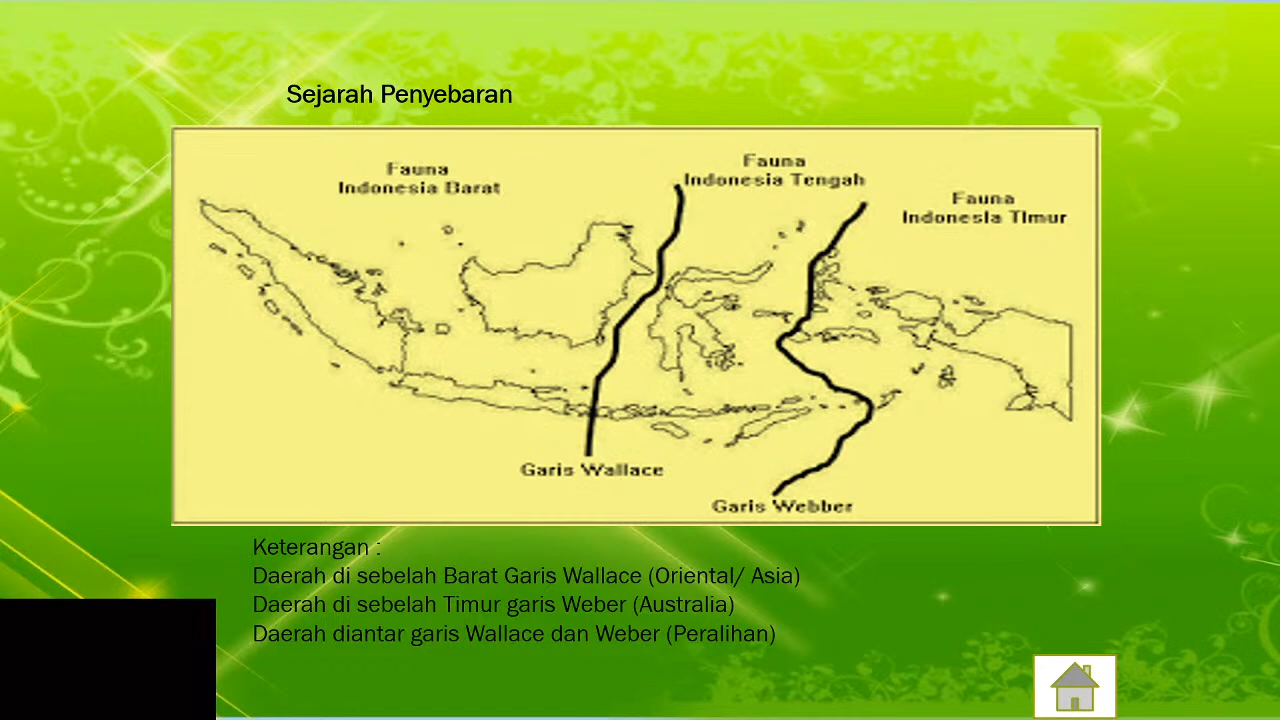 Sejarah Penyebaran
Fauna
Indonesia Barat
Fauna
Indonesia Tengah
Fauna
Indonesia Timur
Garis Wallace
Garis Webber
Keterangan :
Daerah di sebelah Barat Garis Wallace (Oriental/ Asia)
Daerah di sebelah Timur garis Weber (Australia)
Daerah diantar garis Wallace dan Weber (Peralihan)